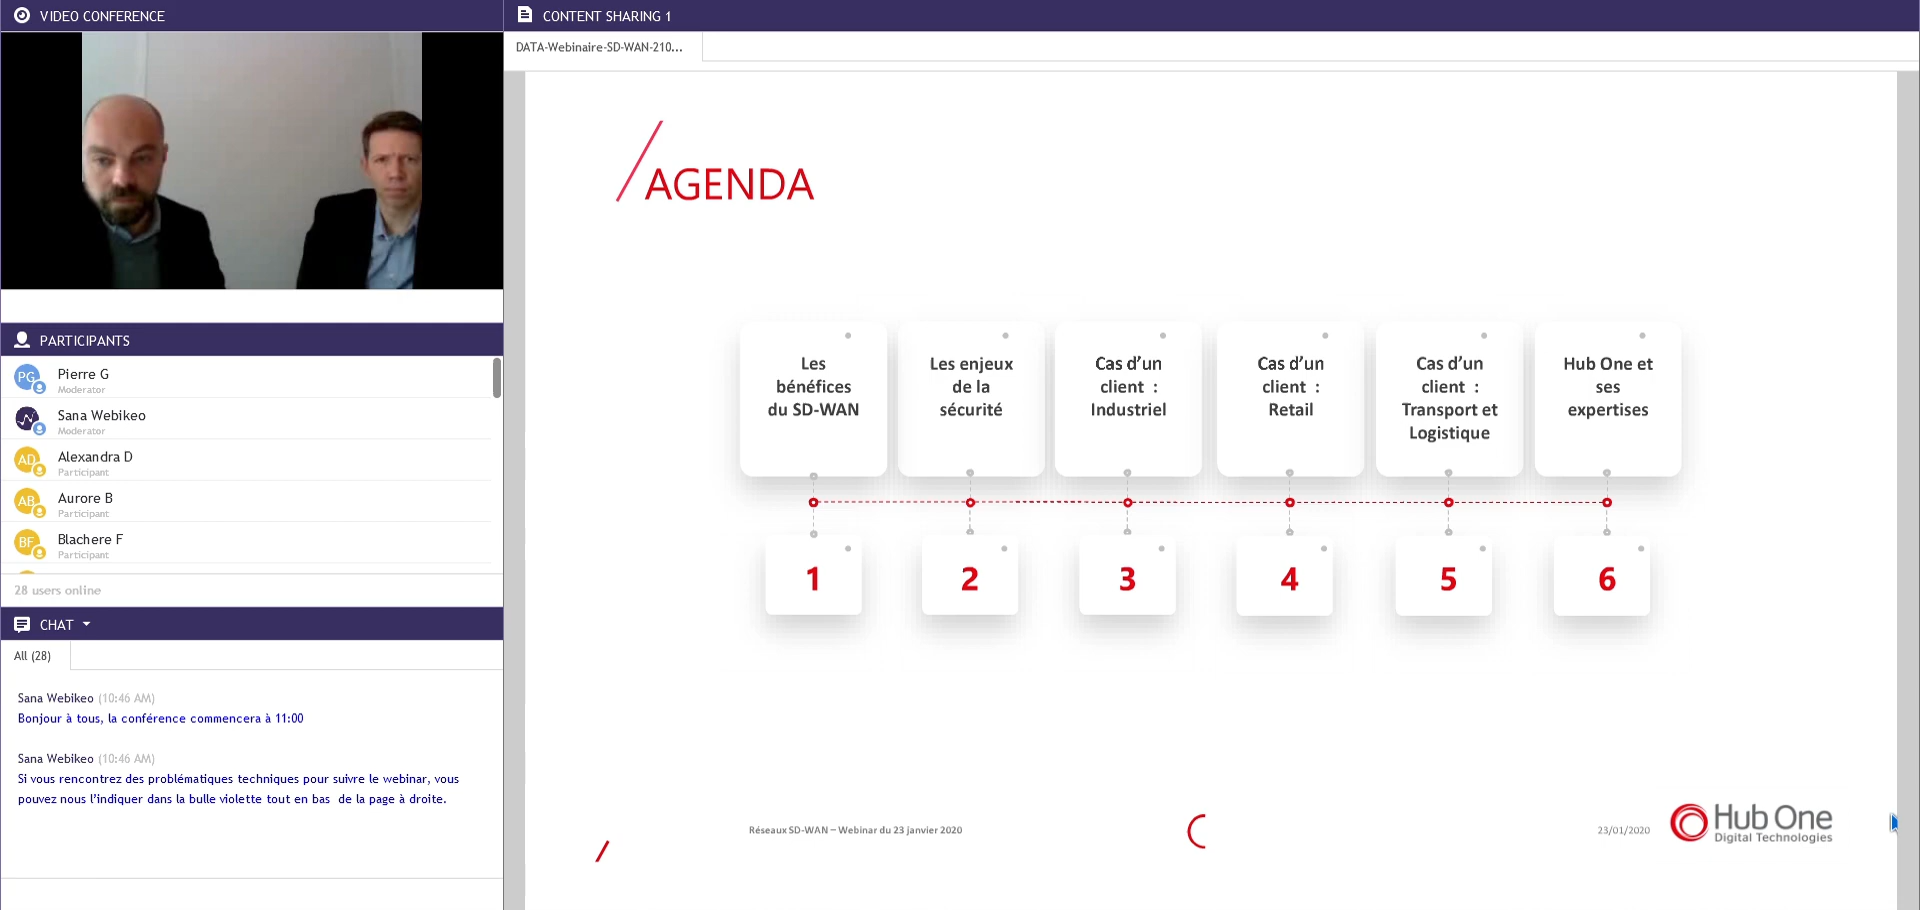 VIDEO CONFERENCE
PARTICIPANTS
PG
Pierre G
Moderator
Sana Webikeo
Moderator
AD
Alexandra D
Participant
AB
Aurore B
Participant
BF
Blachere F
Participant
28 users online
CHAT
All (28)
Sana Webikeo (10:46 AM)
Bonjour à tous, la conférence commencera à 11:00
Sana Webikeo (10:46 AM)
Si vous rencontrez des problématiques techniques pour suivre le webinar, vous
pouvez nous l'indiquer dans la bulle violette tout en bas  de la page à droite.
CONTENT SHARING 1
DATA-Webinaire-SD-WAN-210...
AGENDA
Les
bénéfices
du SD-WAN
Les enjeux
de la
sécurité
Cas d’un
client  :
Industriel
Cas d’un
client  :
Retail
Cas d’un
client  :
Transport et
Logistique
Hub One et
ses
expertises
1
2
3
4
5
6
Réseaux SD-WAN – Webinar du 23 janvier 2020
23/01/2020
Hub One
Digital Technologies